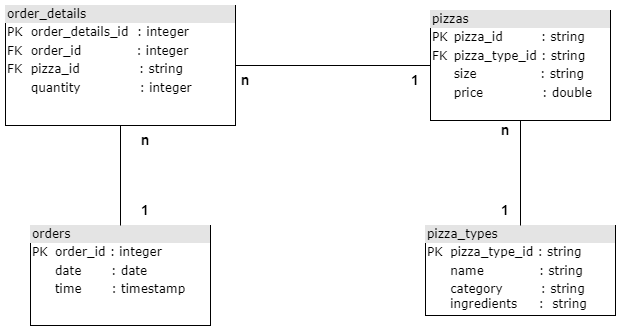 order_details
PK order_details_id : integer
FK order_id : integer
FK pizza_id : string
quantity : integer
pizzas
PK pizza_id : string
FK pizza_type_id : string
size : string
price : double
n
1
n
1
n
1
orders
PK order_id : integer
date : date
time : timestamp
pizza_types
PK pizza_type_id : string
name : string
category : string
ingredients : string